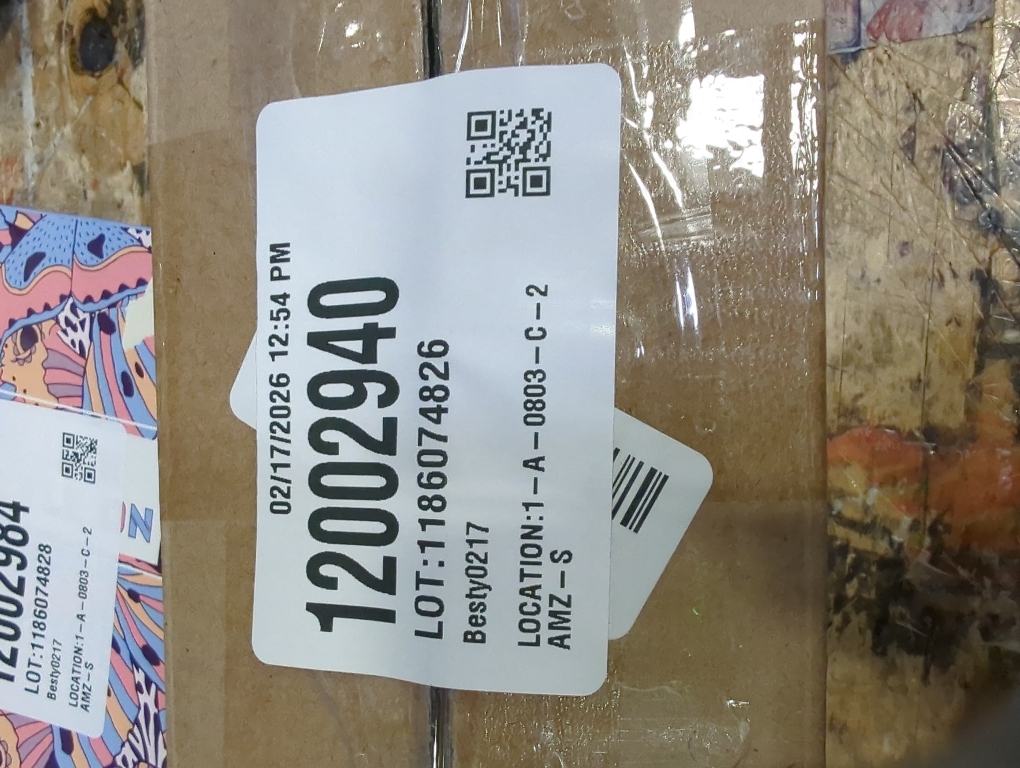 02/17/2026 12:54 PM
12002940
LOT:1186074826
Besty0217
LOCATION:1-A-0803-C-2
AMZ-S
12002984
LOT:1186074828
Besty0217
LOCATION:1-A-0803-C-2
AMZ-S
N